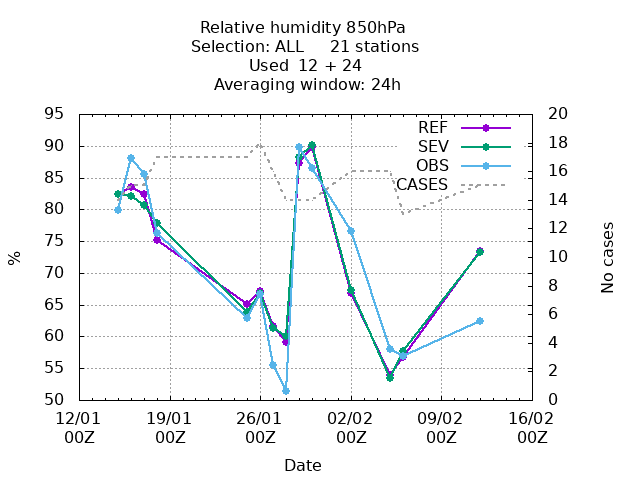 Relative humidity 850hPa
Selection: ALL     21 stations
Used  12 + 24
Averaging window: 24h
95 20
90 18
85 16
80 14
75 12
70 10
65 8
60 6
55 4
50 2
0
REF
SEV
OBS
CASES
%
No cases
12/01 19/01 26/01 02/02 09/02 16/02
00Z 00Z 00Z 00Z 00Z 00Z
Date